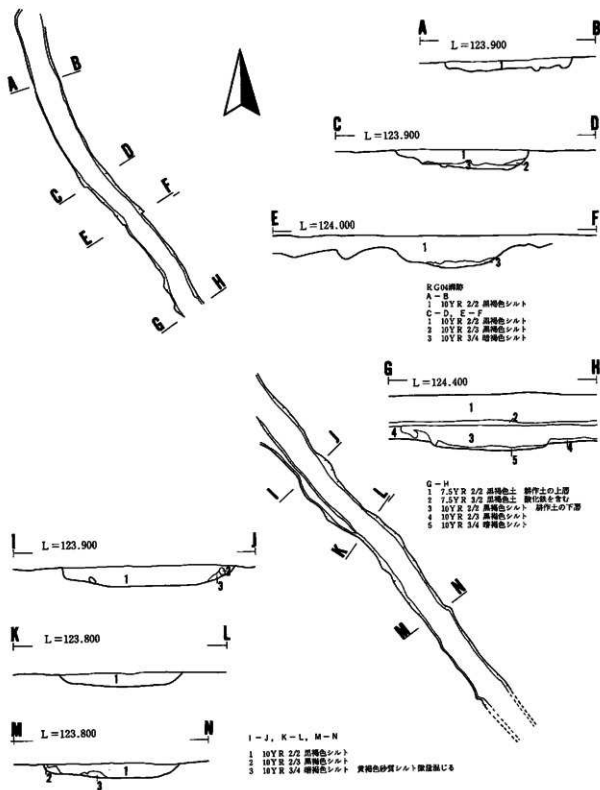 A B
L=123.900
A
B
C D
L=123.900
1
3
2
D
F
C
E
E F
L=124.000
1
3
H
G
RG04溝跡
A-B
1 10YR 2/2 黒褐色シルト
C-D, E-F
1 10YR 2/2 黒褐色シルト
2 10YR 2/3 黒褐色シルト
3 10YR 3/4 暗褐色シルト
G H
L=124.400
1
2
4
3
4
5
G-H
1 7.5YR 2/2 黒褐色土 耕作土の上層
2 7.5YR 3/2 黒褐色土 酸化鉄を含む
3 10YR 2/2 黒褐色シルト 耕作土の下層
4 10YR 2/3 黒褐色シルト
5 10YR 3/4 暗褐色シルト
J
I
L
K
N
M
I J
L=123.900
1
2
3
K L
L=123.800
1
M N
L=123.800
1
2
3
I-J, K-L, M-N
1 10YR 2/2 黒褐色シルト
2 10YR 2/3 黒褐色シルト
3 10YR 3/4 暗褐色シルト 黄褐色砂質シルト微量混じる